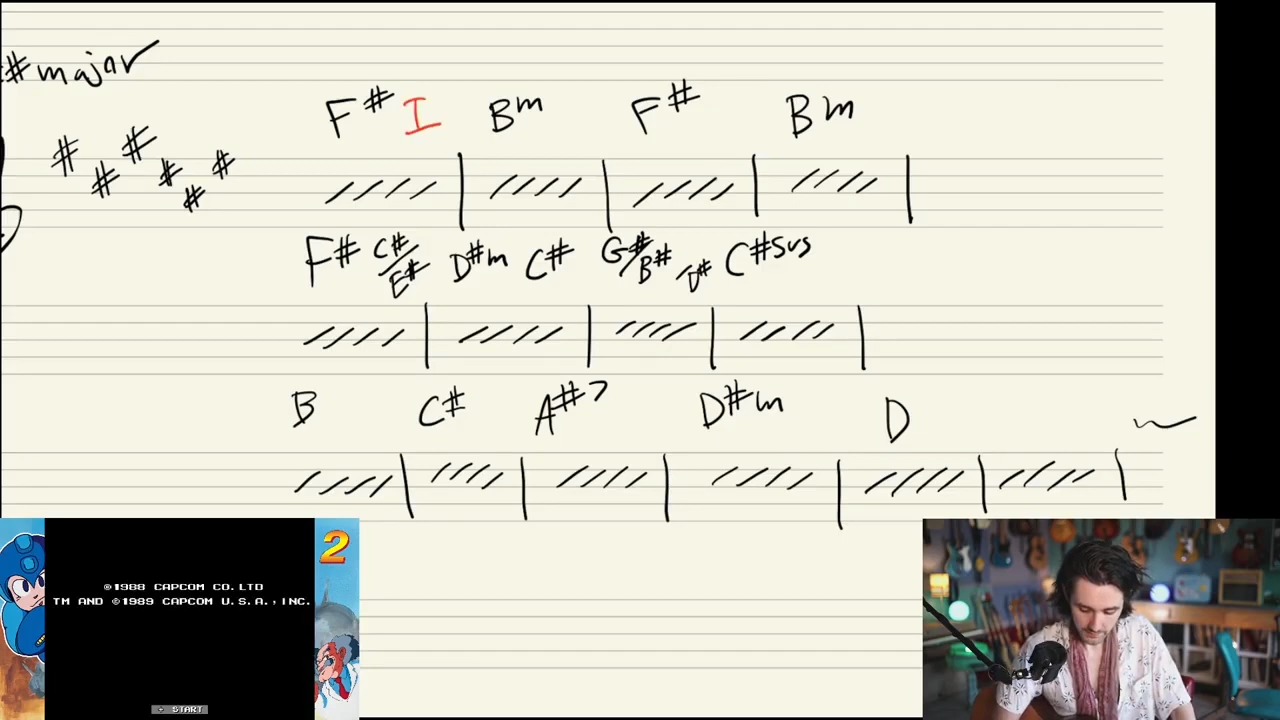 # major
F# I Bm F# Bm
# # # # # #
F# C#/E# D#m C# G#/B# /D# C#sus
B C# A#7 D#m D
2
©1988 CAPCOM CO. LTD
TM AND ©1989 CAPCOM U.S.A., INC.
START